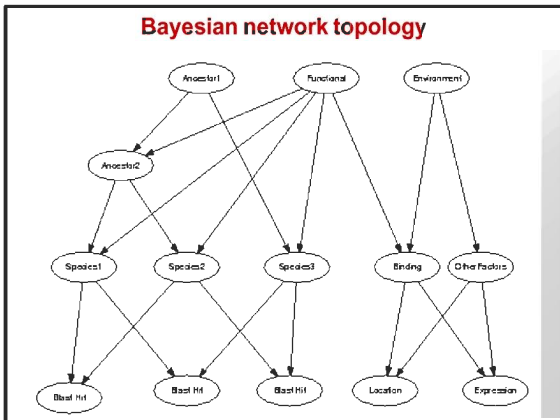 Bayesian network topology
Ancestor1
Functional
Environment
Ancestor2
Species1
Species2
Species3
Binding
Other Factors
Blast Hit
Blast Hit
Blast Hit
Location
Expression